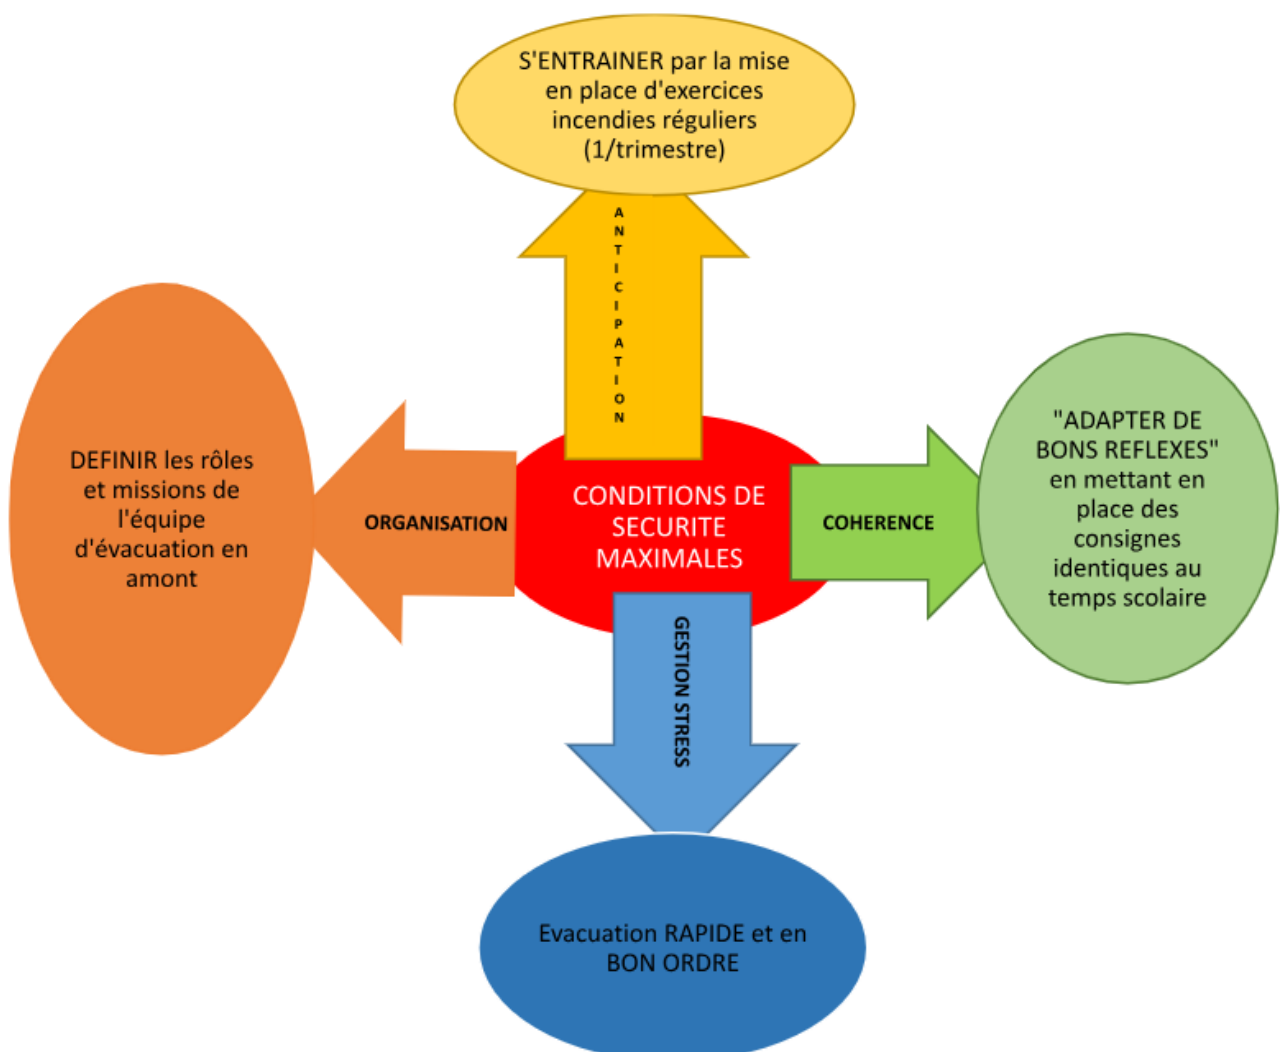 S'ENTRAINER par la mise
en place d'exercices
incendies réguliers
(1/trimestre)
ANTICIPATION
DEFINIR les rôles
et missions de
l'équipe
d'évacuation en
amont
ORGANISATION
CONDITIONS DE
SECURITE
MAXIMALES
COHERENCE
"ADAPTER DE
BONS REFLEXES"
en mettant en
place des
consignes
identiques au
temps scolaire
GESTION STRESS
Evacuation RAPIDE et en
BON ORDRE